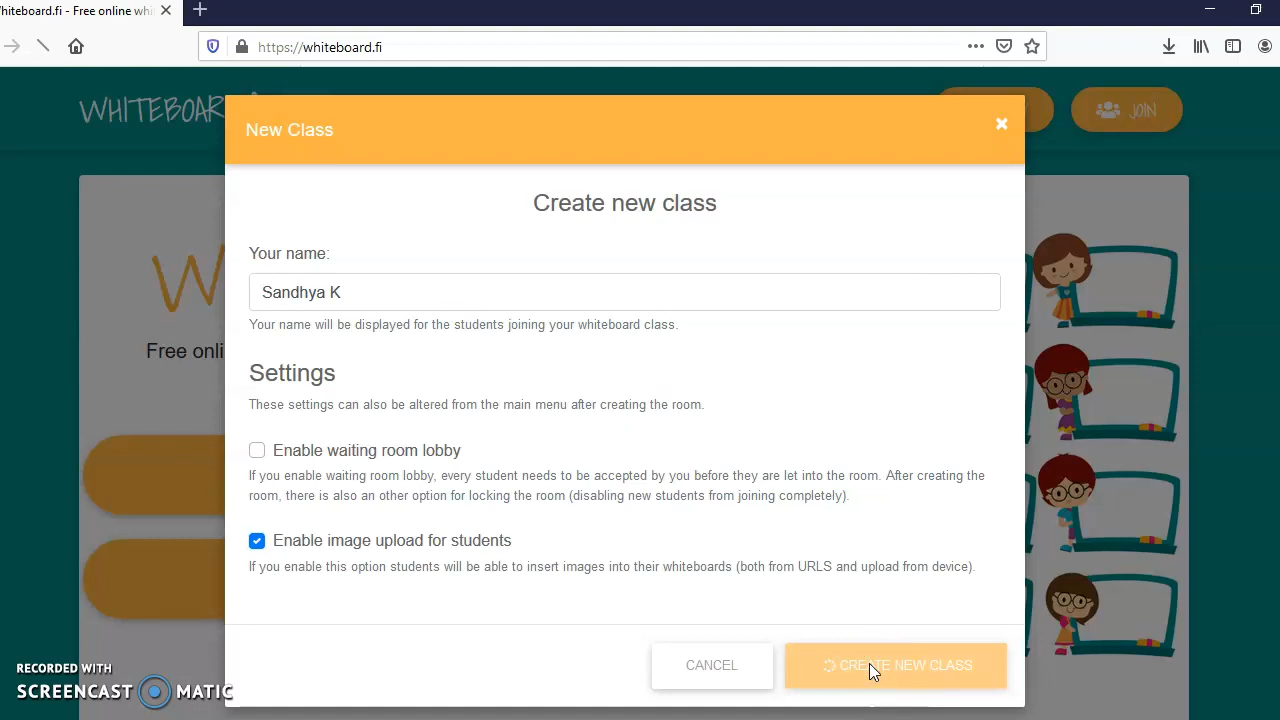 hiteboard.fi - Free online whi
https://whiteboard.fi
WHITEBOAR
JOIN
New Class
Create new class
Your name:
Sandhya K
Your name will be displayed for the students joining your whiteboard class.
Free onli
Settings
These settings can also be altered from the main menu after creating the room.
Enable waiting room lobby
If you enable waiting room lobby, every student needs to be accepted by you before they are let into the room. After creating the
room, there is also an other option for locking the room (disabling new students from joining completely).
Enable image upload for students
If you enable this option students will be able to insert images into their whiteboards (both from URLS and upload from device).
CANCEL
CREATE NEW CLASS
RECORDED WITH
SCREENCAST MATIC